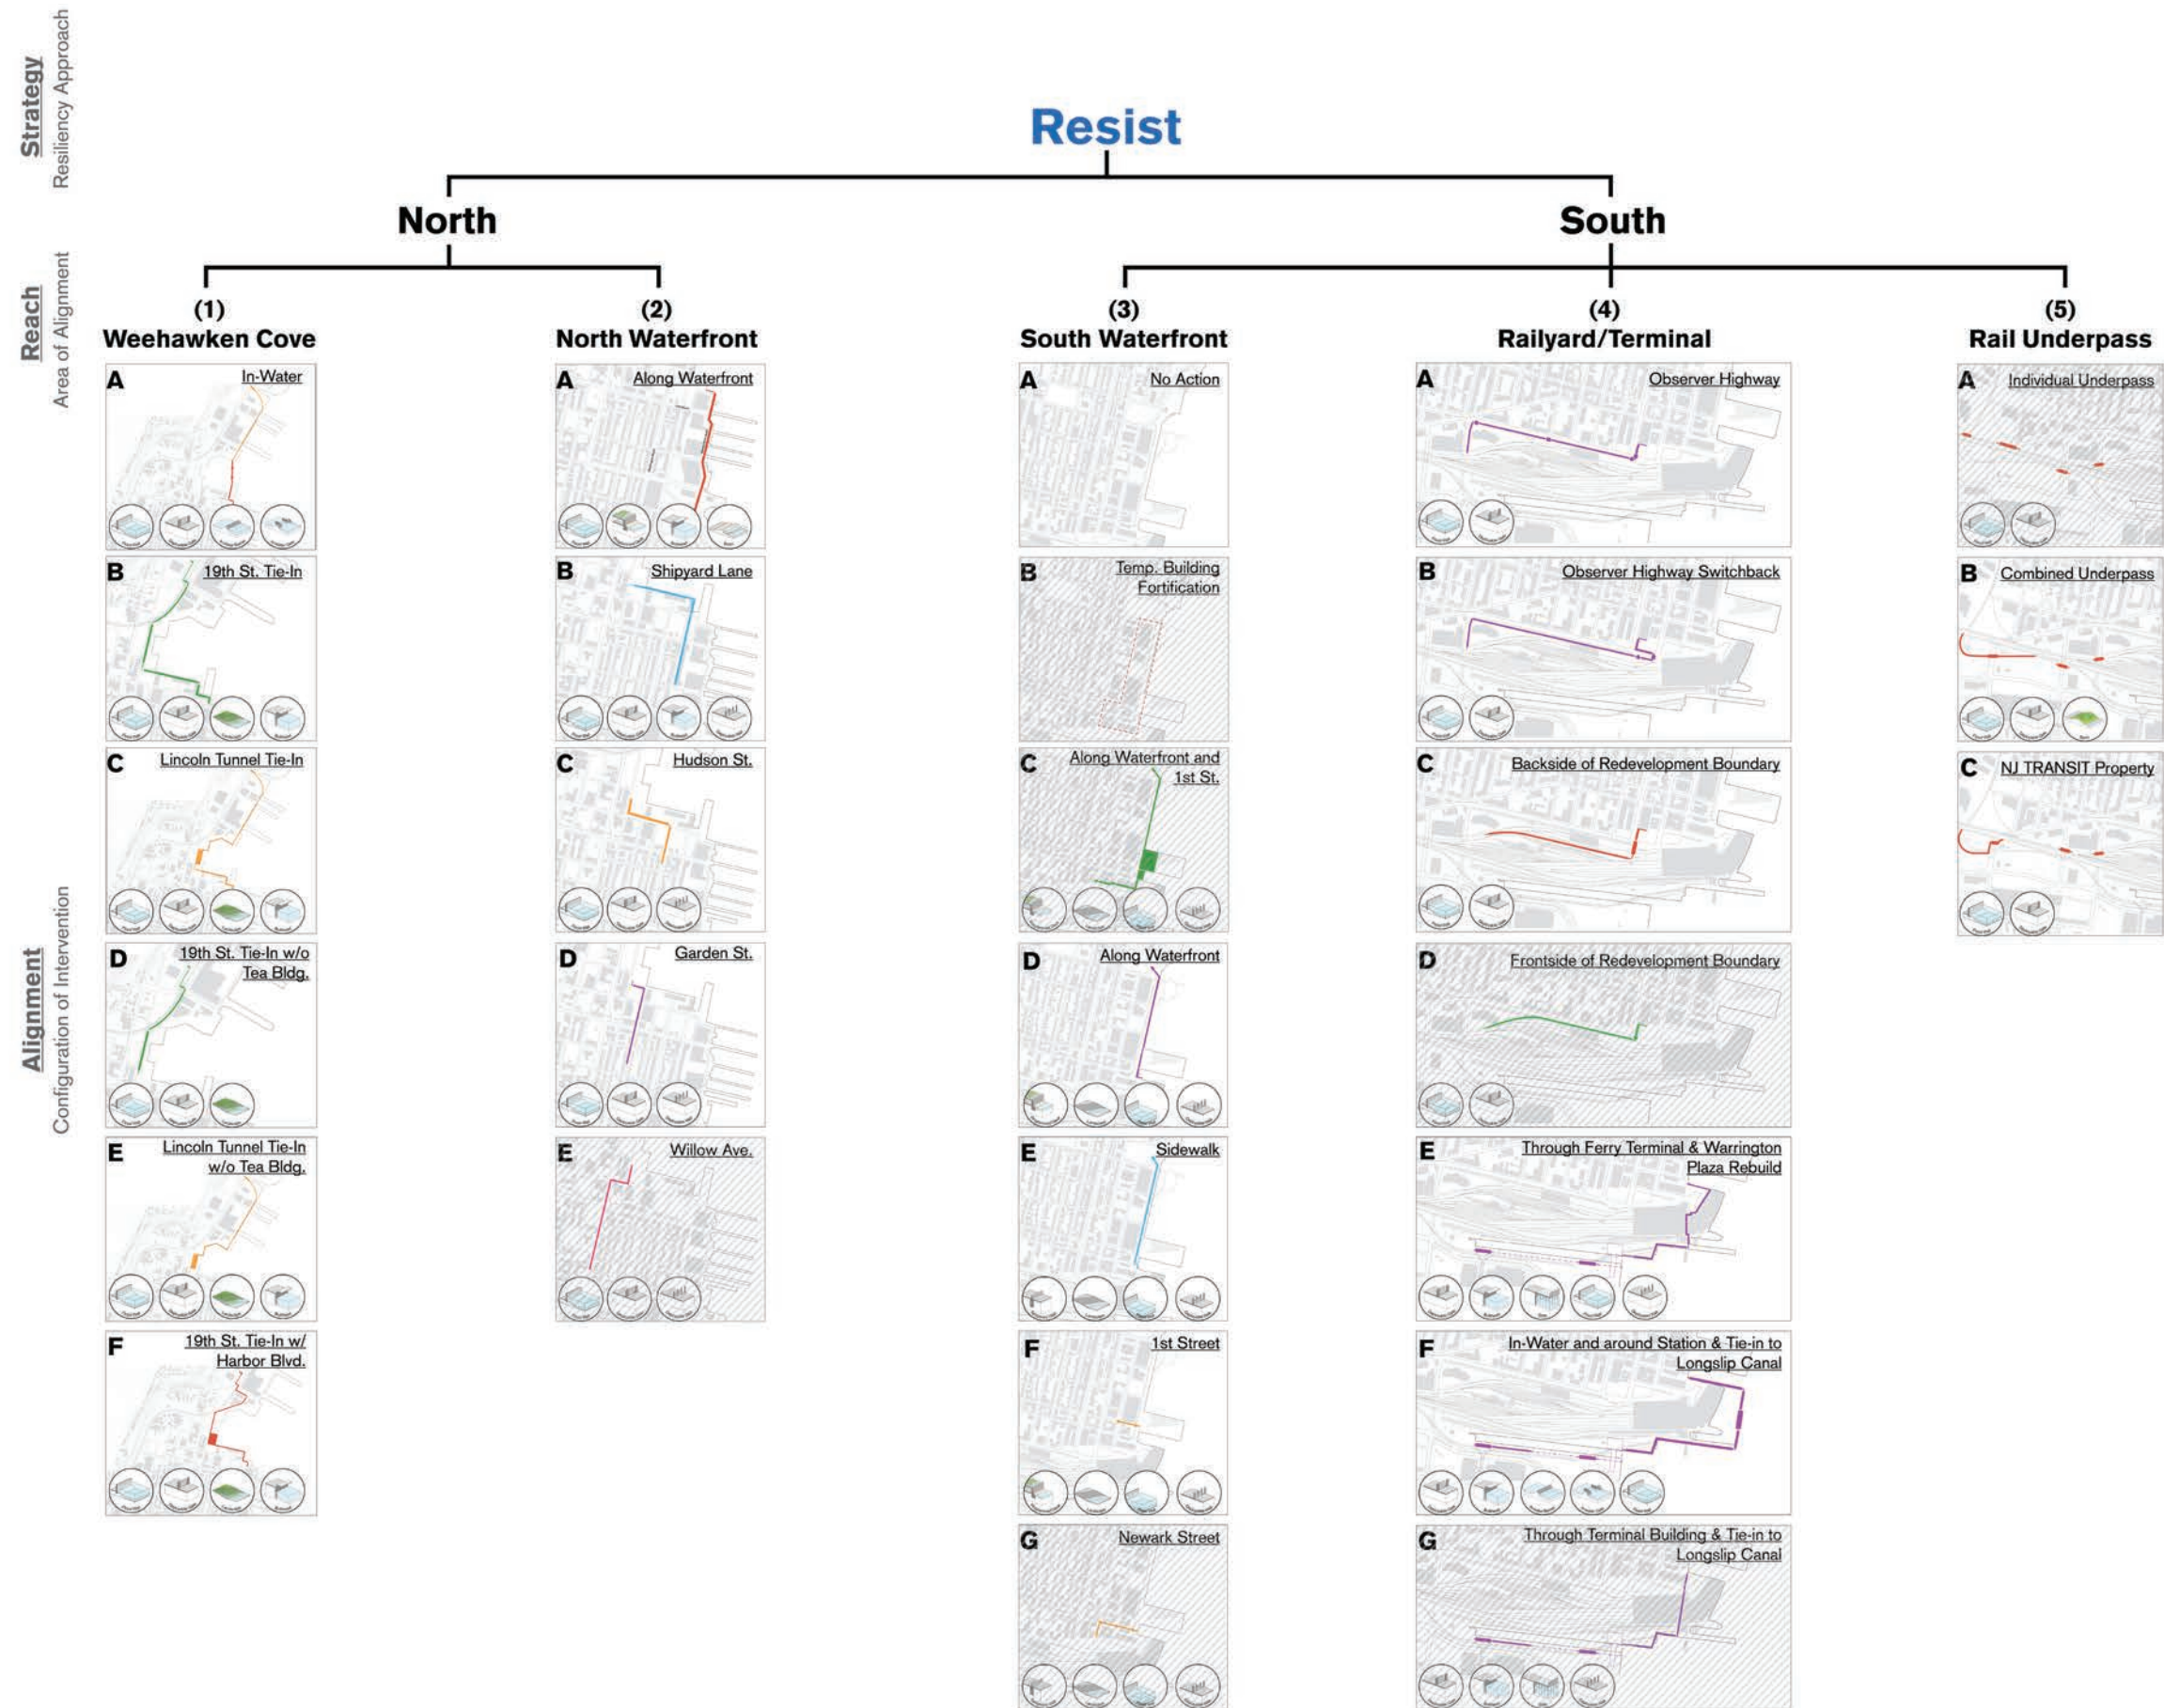 Strategy
Resiliency Approach
Resist
North
South
Reach
Area of Alignment
(1)
Weehawken Cove
(2)
North Waterfront
(3)
South Waterfront
(4)
Railyard/Terminal
(5)
Rail Underpass
Alignment
Configuration of Intervention
A
In-Water
B
19th St. Tie-In
C
Lincoln Tunnel Tie-In
D
19th St. Tie-In w/o
Tea Bldg.
E
Lincoln Tunnel Tie-In
w/o Tea Bldg.
F
19th St. Tie-In w/
Harbor Blvd.
A
Along Waterfront
B
Shipyard Lane
C
Hudson St.
D
Garden St.
E
Willow Ave.
A
No Action
B
Temp. Building
Fortification
C
Along Waterfront and
1st St.
D
Along Waterfront
E
Sidewalk
F
1st Street
G
Newark Street
A
Observer Highway
B
Observer Highway Switchback
C
Backside of Redevelopment Boundary
D
Frontside of Redevelopment Boundary
E
Through Ferry Terminal & Warrington
Plaza Rebuild
F
In-Water and around Station & Tie-in to
Longslip Canal
G
Through Terminal Building & Tie-in to
Longslip Canal
A
Individual Underpass
B
Combined Underpass
C
NJ TRANSIT Property